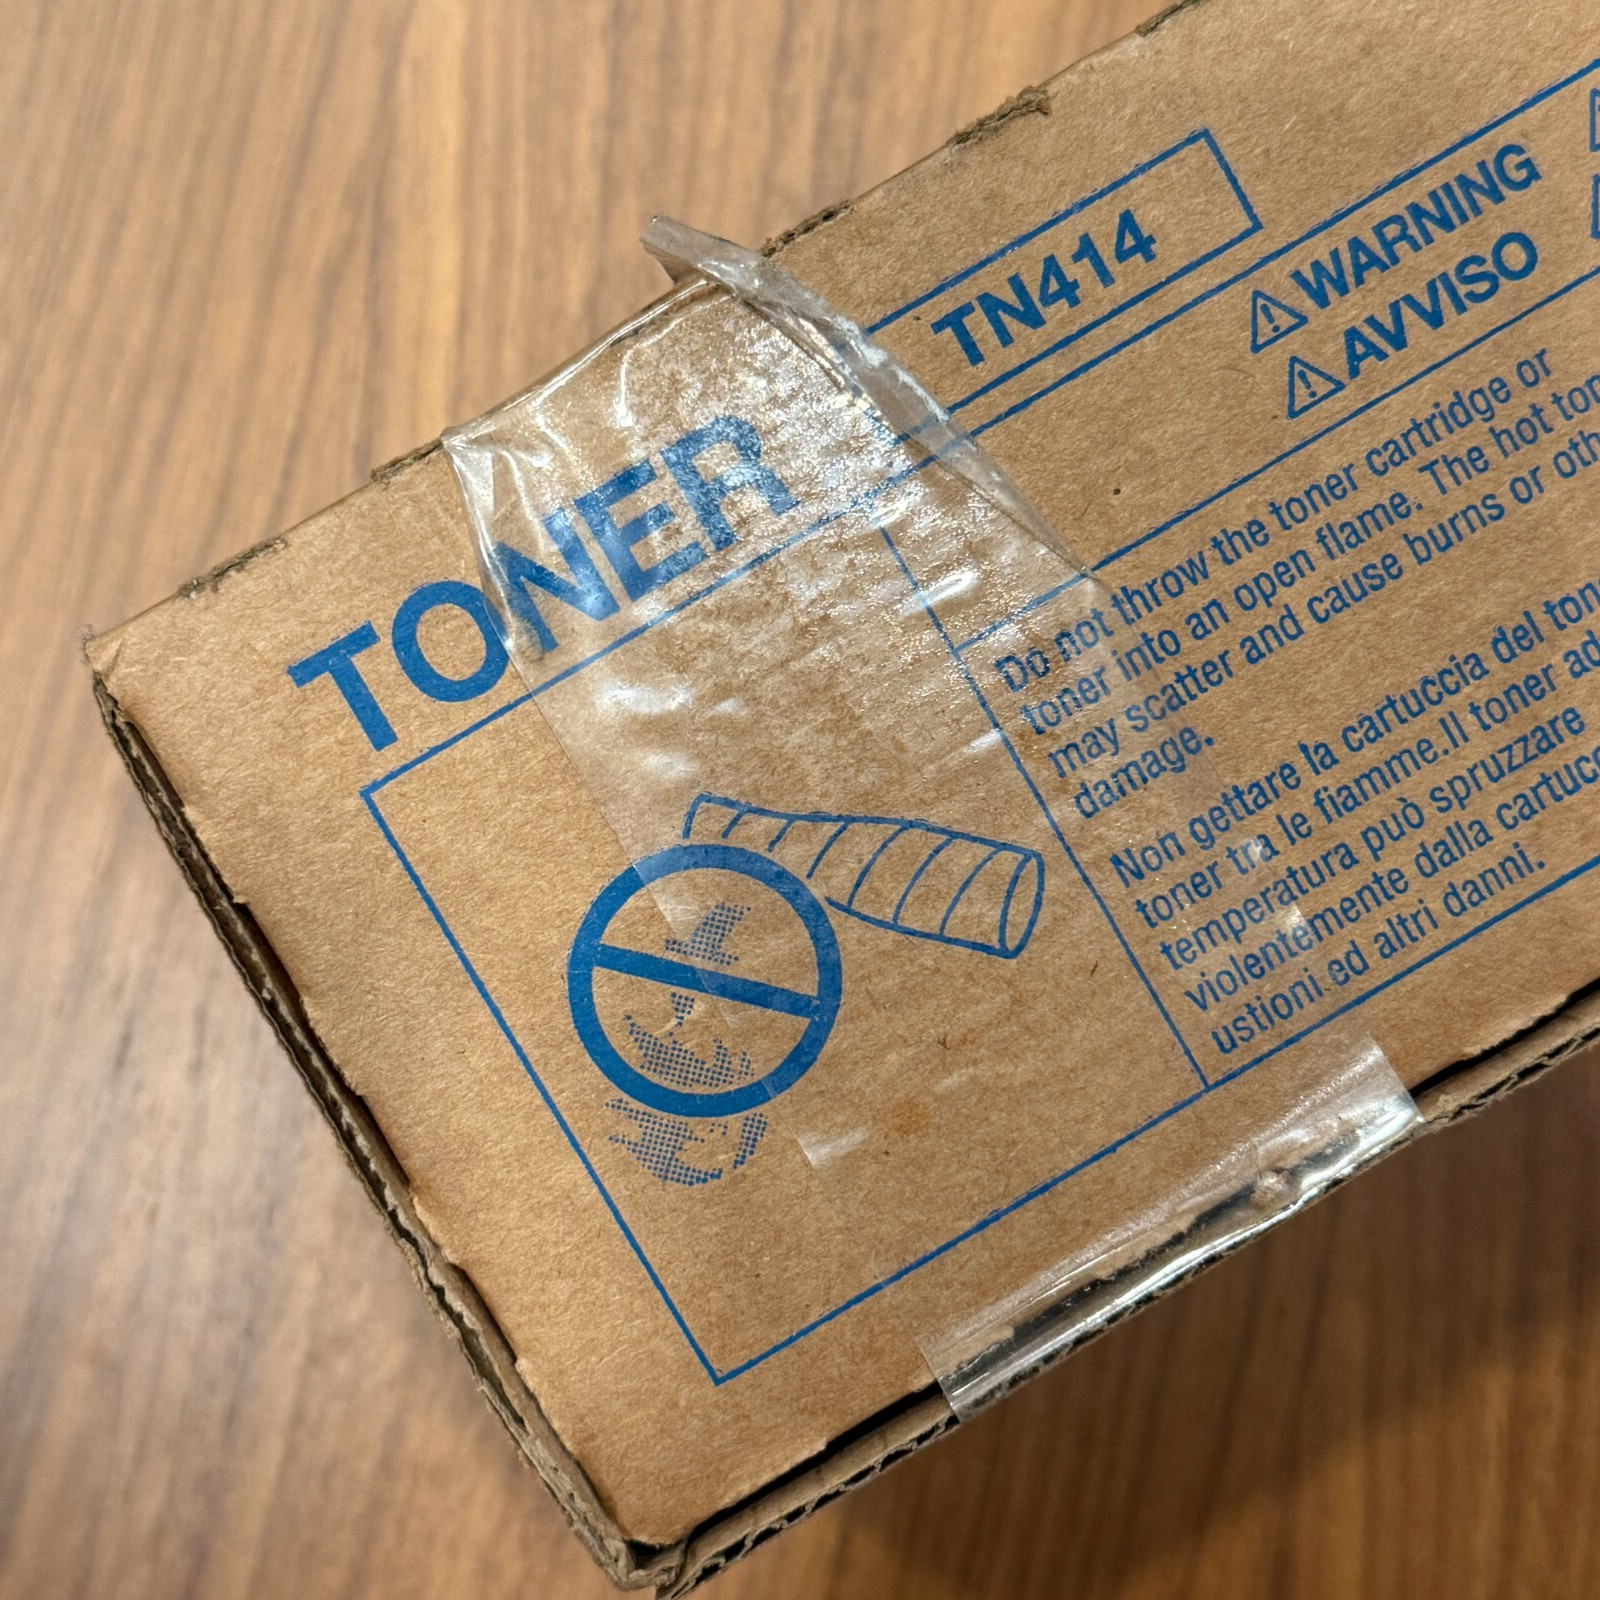 TONER
TN414
WARNING
AVVISO
Do not throw the toner cartridge or
toner into an open flame. The hot
may scatter and cause burns or
damage.
Non gettare la cartuccia del
toner tra le fiamme.Il toner
temperatura può spruzzare
violentemente dalla
ustioni ed altri danni.